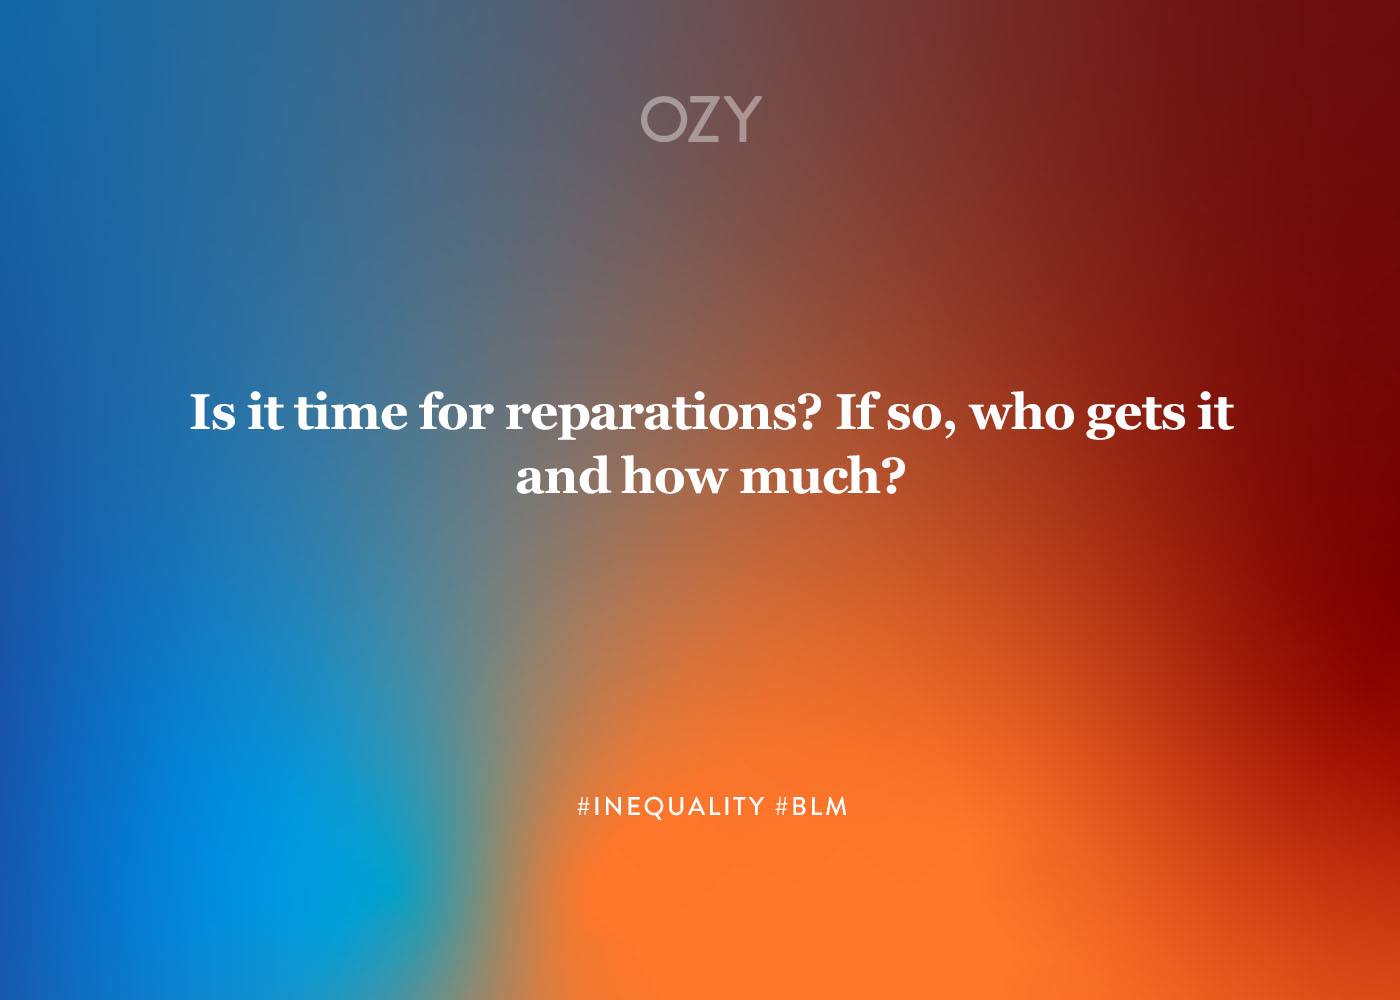 OZY
Is it time for reparations? If so, who gets it
and how much?
#INEQUALITY #BLM